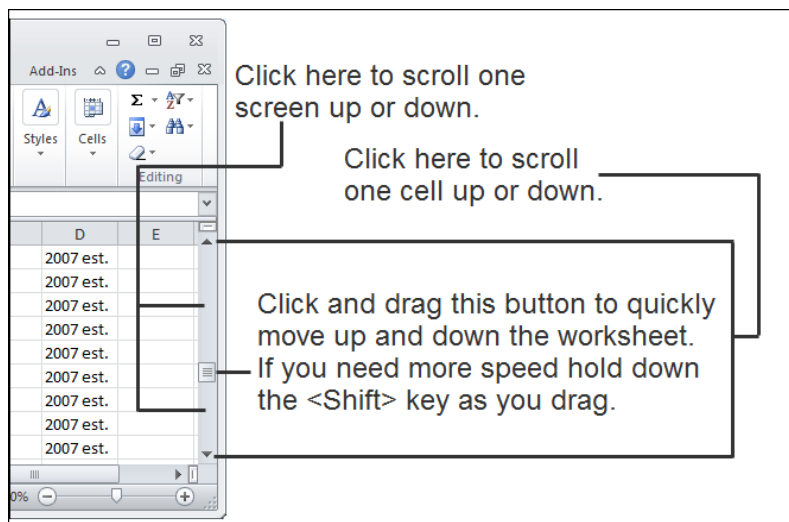 Add-Ins
Styles
Cells
Editing
D E
2007 est.
2007 est.
2007 est.
2007 est.
2007 est.
2007 est.
2007 est.
2007 est.
2007 est.
0%
Click here to scroll one
screen up or down.
Click here to scroll
one cell up or down.
Click and drag this button to quickly
move up and down the worksheet.
If you need more speed hold down
the <Shift> key as you drag.